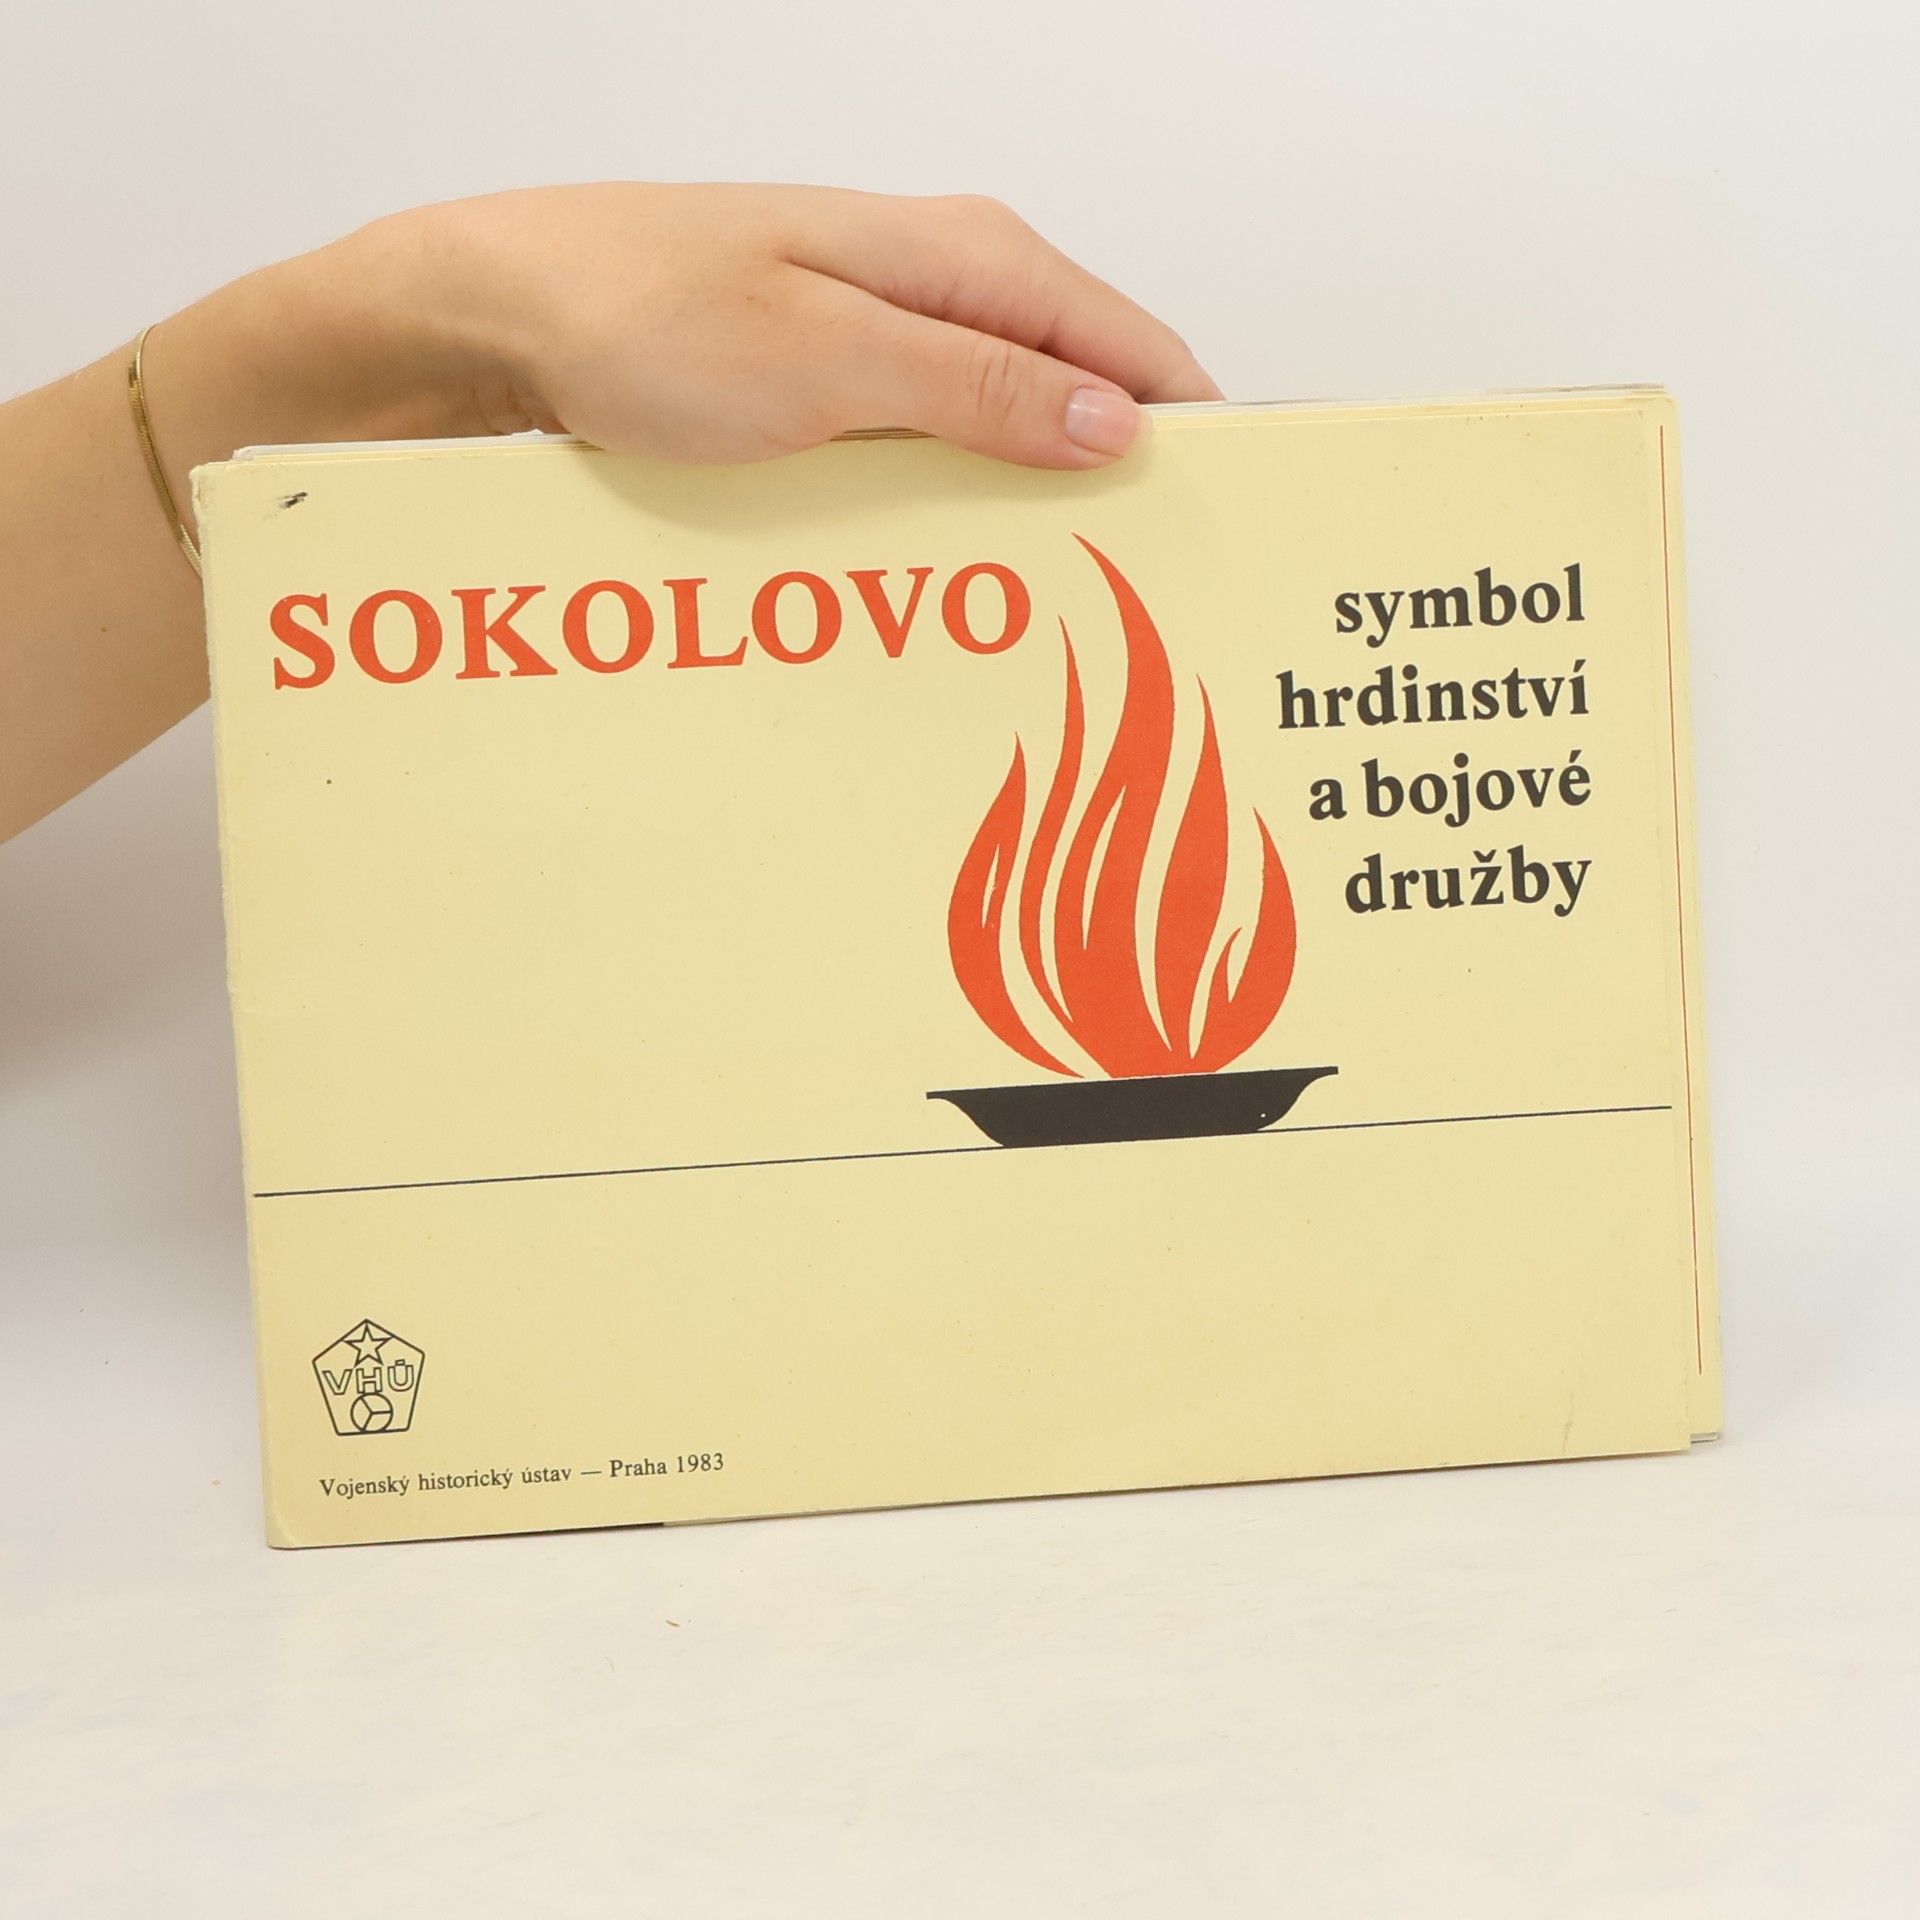 SOKOLOVO
symbol
hrdinství
a bojové
družby
VHÚ
Vojenský historický ústav — Praha 1983